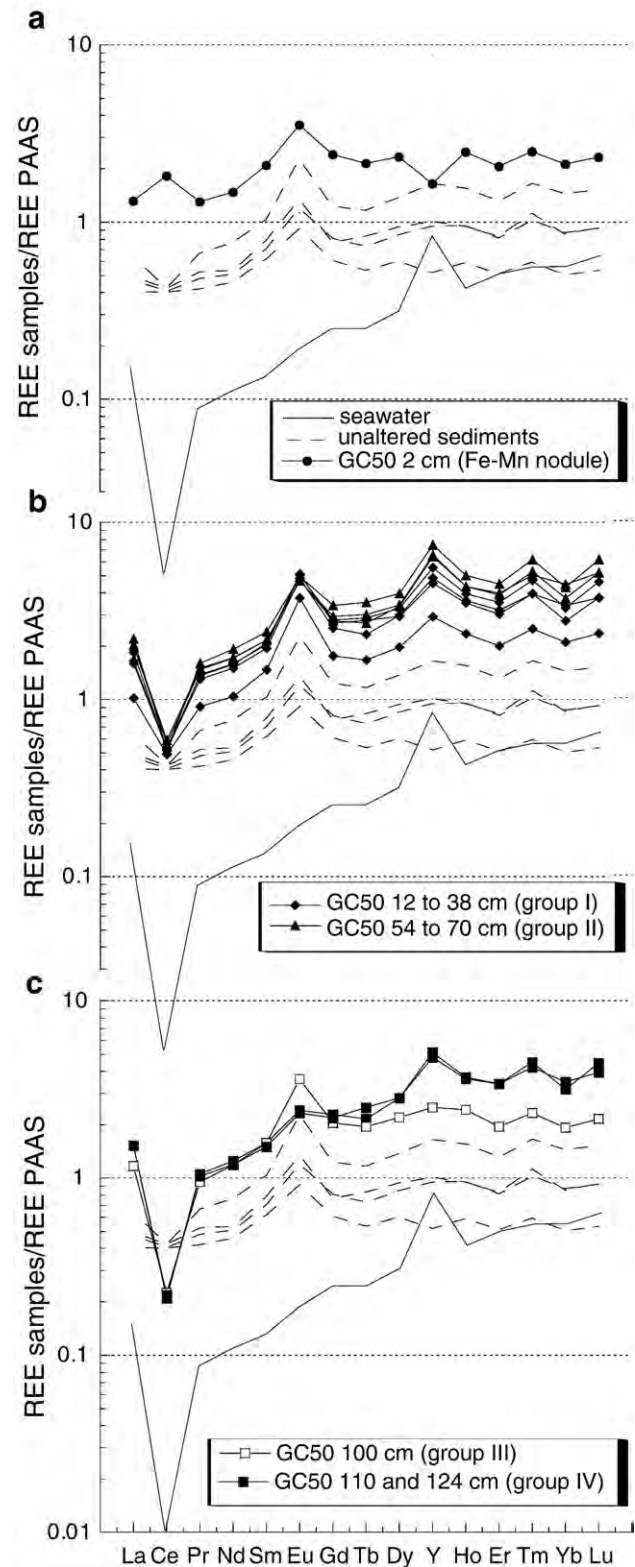 a
10
1
0.1
REE samples/REE PAAS
seawater
unaltered sediments
GC50 2 cm (Fe-Mn nodule)
b
10
1
0.1
REE samples/REE PAAS
GC50 12 to 38 cm (group I)
GC50 54 to 70 cm (group II)
c
10
1
0.1
0.01
REE samples/REE PAAS
GC50 100 cm (group III)
GC50 110 and 124 cm (group IV)
La Ce Pr Nd Sm Eu Gd Tb Dy Y Ho Er Tm Yb Lu